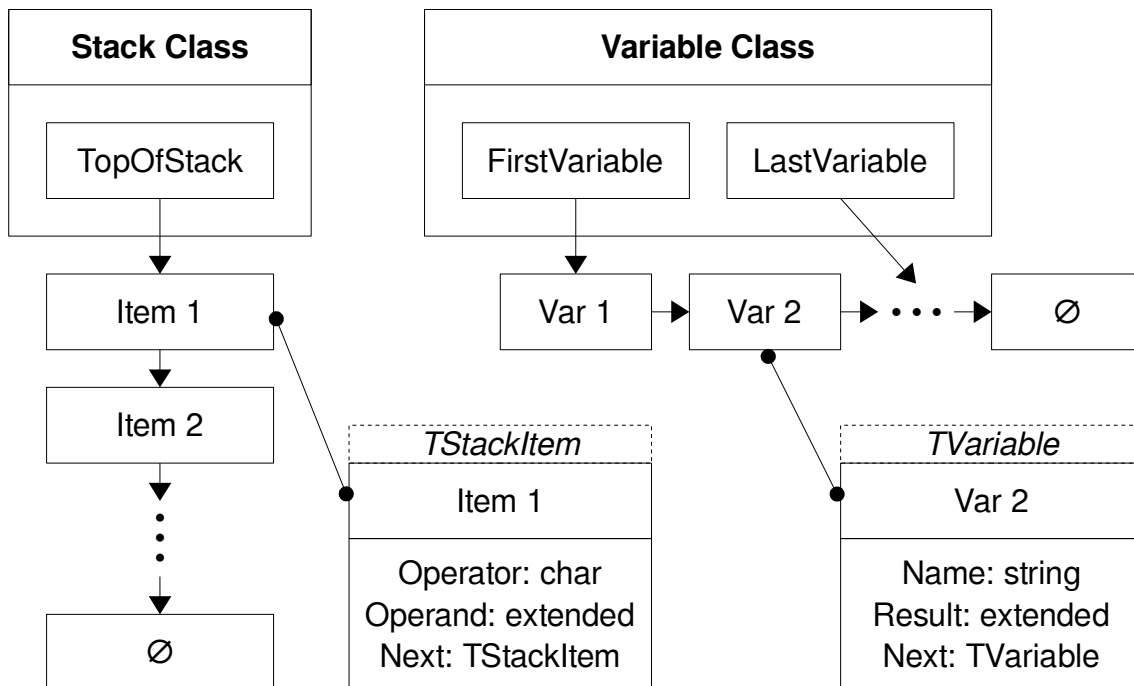 Stack Class
TopOfStack
Item 1
Item 2
∅
TStackItem
Item 1
Operator: char
Operand: extended
Next: TStackItem
Variable Class
FirstVariable
LastVariable
Var 1
Var 2
∅
TVariable
Var 2
Name: string
Result: extended
Next: TVariable